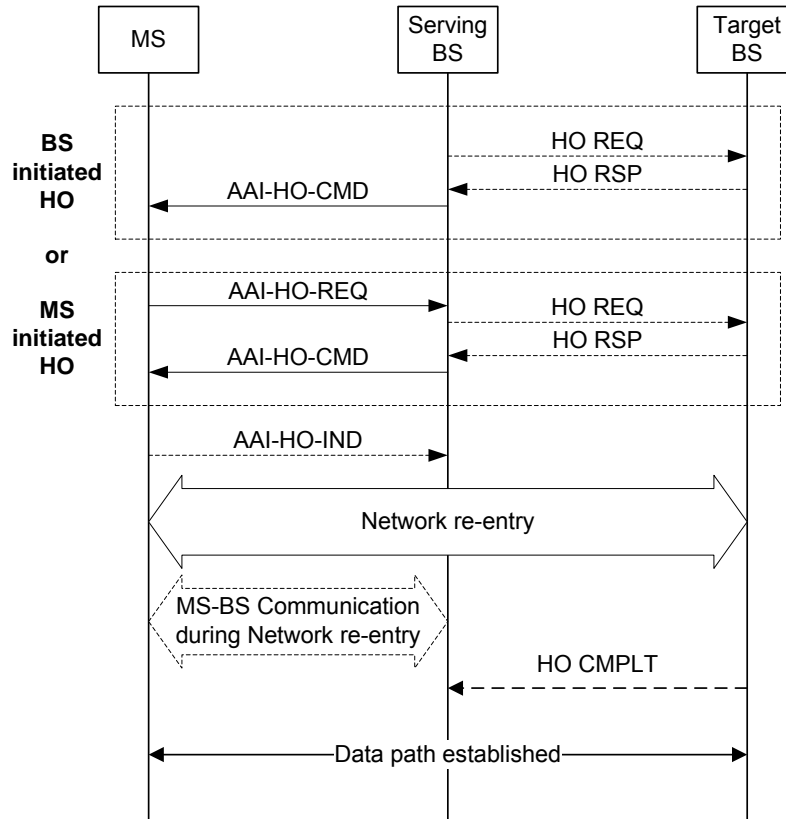 MS
Serving
BS
Target
BS
BS
initiated
HO
HO REQ
HO RSP
AAI-HO-CMD
or
MS
initiated
HO
AAI-HO-REQ
HO REQ
HO RSP
AAI-HO-CMD
AAI-HO-IND
Network re-entry
MS-BS Communication
during Network re-entry
HO CMPLT
Data path established